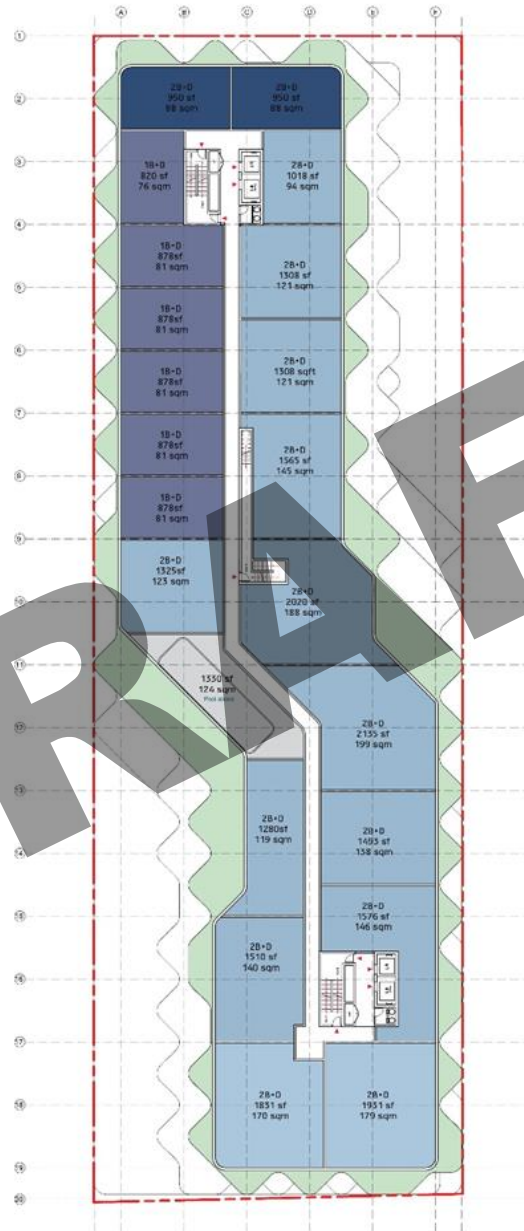 A B C D E F
1
2
3
4
5
6
7
8
9
10
11
12
13
14
15
16
17
18
19
20
2B+D
950 sf
88 sqm
2B+D
950 sf
88 sqm
1B+D
820 sf
76 sqm
2B+D
1018 sf
94 sqm
1B+D
878sf
81 sqm
2B+D
1308 sf
121 sqm
1B+D
878sf
81 sqm
1B+D
878sf
81 sqm
2B+D
1308 sqft
121 sqm
1B+D
878sf
81 sqm
2B+D
1565 sf
145 sqm
1B+D
878sf
81 sqm
2B+D
1325sf
123 sqm
2B+D
2020 sf
188 sqm
1330 sf
124 sqm
Pool above
2B+D
2135 sf
199 sqm
2B+D
1280sf
119 sqm
2B+D
1493 sf
138 sqm
2B+D
1576 sf
146 sqm
2B+D
1510 sf
140 sqm
2B+D
1831 sf
170 sqm
2B+D
1931 sf
179 sqm
RAF